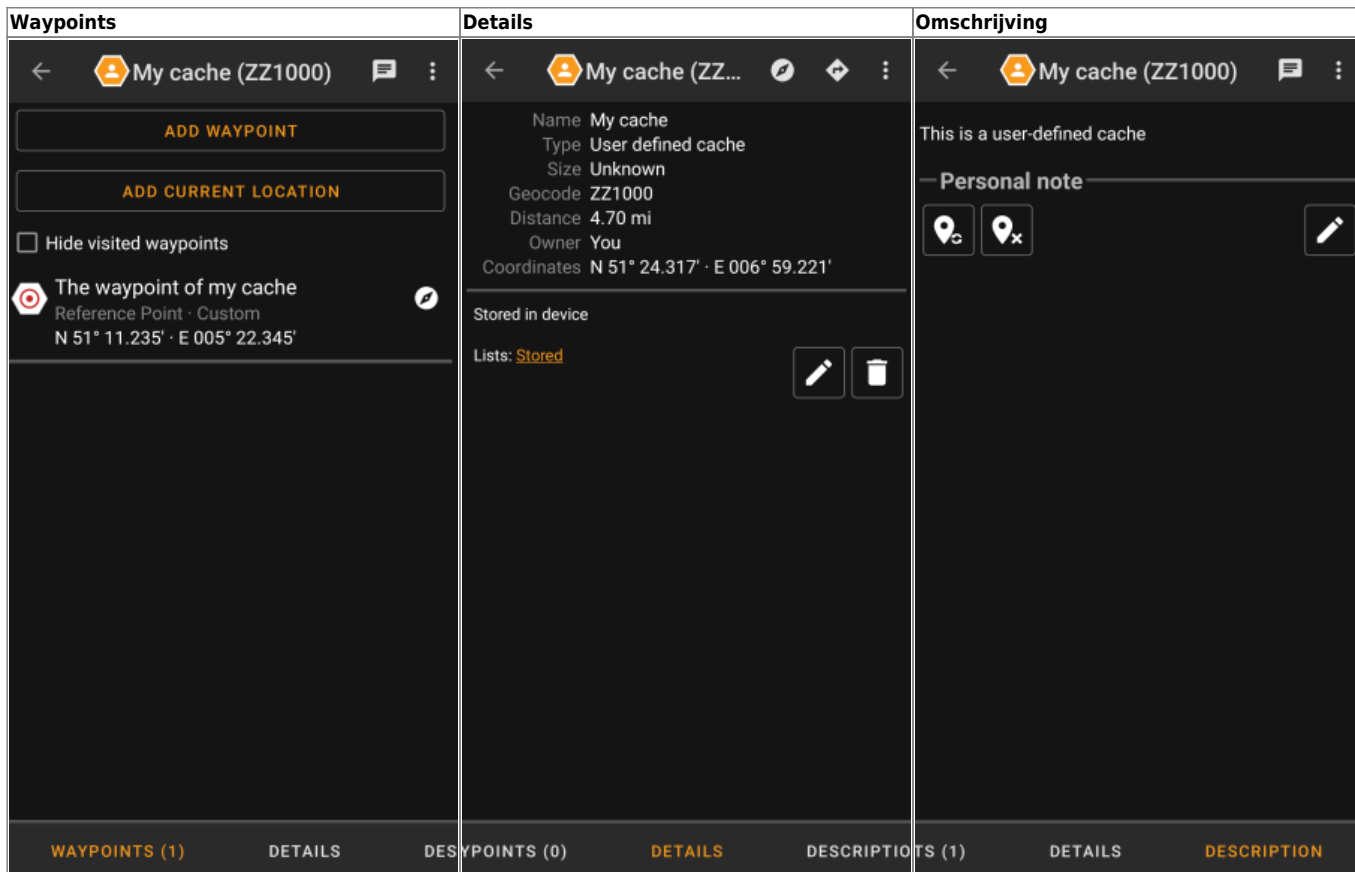 Waypoints
My cache (ZZ1000)
ADD WAYPOINT
ADD CURRENT LOCATION
Hide visited waypoints
The waypoint of my cache
Reference Point · Custom
N 51° 11.235' · E 005° 22.345'
WAYPOINTS (1) DETAILS DES
Details
My cache (ZZ...
Name My cache
Type User defined cache
Size Unknown
Geocode ZZ1000
Distance 4.70 mi
Owner You
Coordinates N 51° 24.317' · E 006° 59.221'
Stored in device
Lists: Stored
YPOINTS (0) DETAILS DESCRIPTIO
Omschrijving
My cache (ZZ1000)
This is a user-defined cache
Personal note
TS (1) DETAILS DESCRIPTION